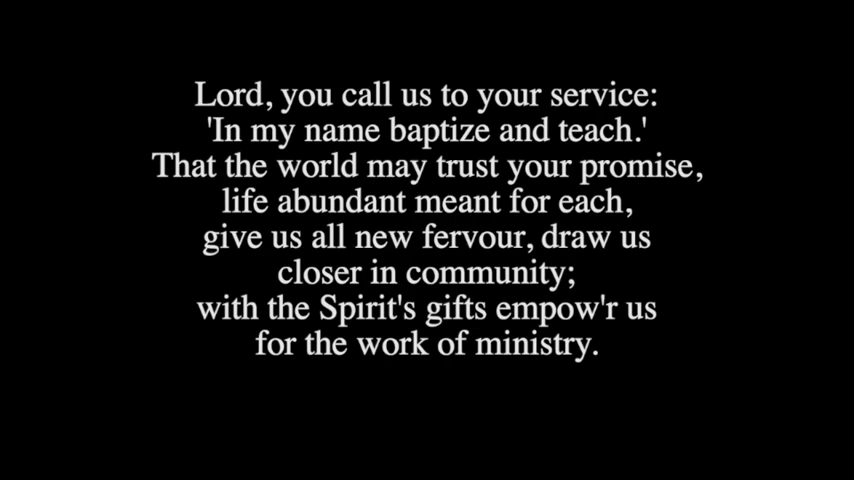 Lord, you call us to your service:
'In my name baptize and teach.'
That the world may trust your promise,
life abundant meant for each,
give us all new fervour, draw us
closer in community;
with the Spirit's gifts empow'r us
for the work of ministry.